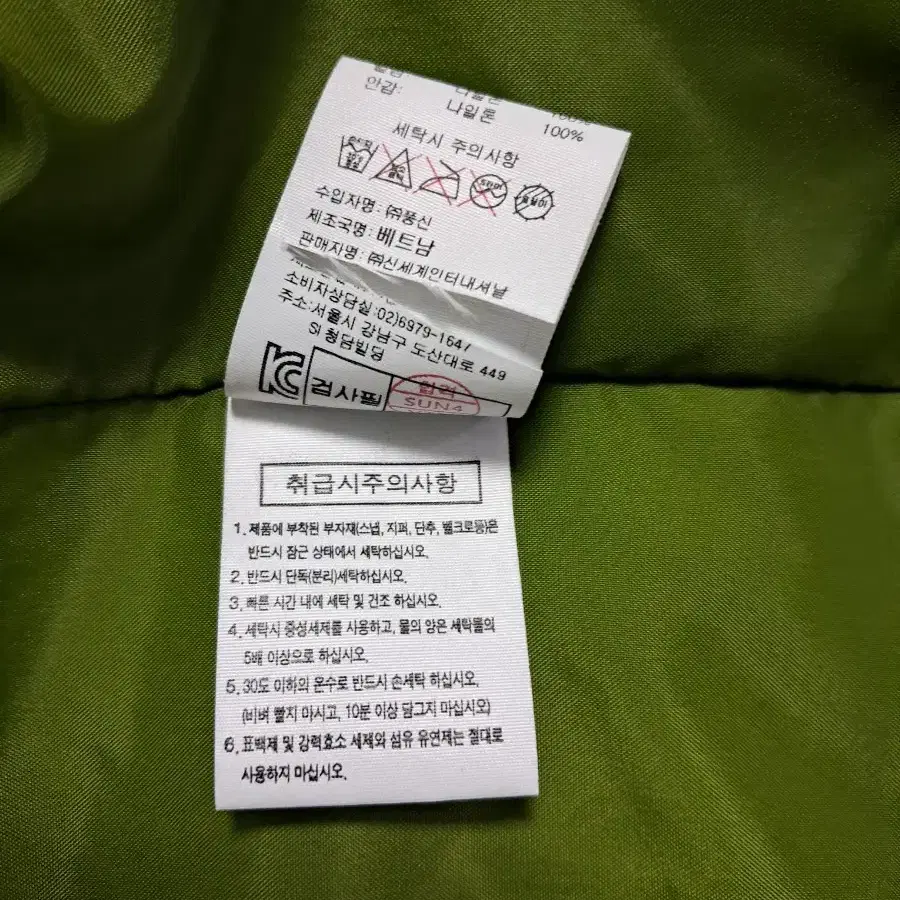 안감: 나일론 100%
세탁시 주의사항
수입자명: ㈜풍신
제조국명: 베트남
판매자명: ㈜신세계인터내셔날
소비자상담실:02)6979-1647
주소:서울시 강남구 도산대로 449
SI 청담빌딩
검사필 합격
SUN4
취급시주의사항
1. 제품에 부착된 부자재(스냅, 지퍼, 단추, 벨크로등)은
반드시 잠근 상태에서 세탁하십시오.
2. 반드시 단독(분리)세탁하십시오.
3. 빠른 시간 내에 세탁 및 건조 하십시오.
4. 세탁시 중성세제를 사용하고, 물의 양은 세탁물의
5배 이상으로 하십시오.
5. 30도 이하의 온수로 반드시 손세탁 하십시오.
(비벼 빨지 마시고, 10분 이상 담그지 마십시오)
6. 표백제 및 강력효소 세제와 섬유 유연제는 절대로
사용하지 마십시오.